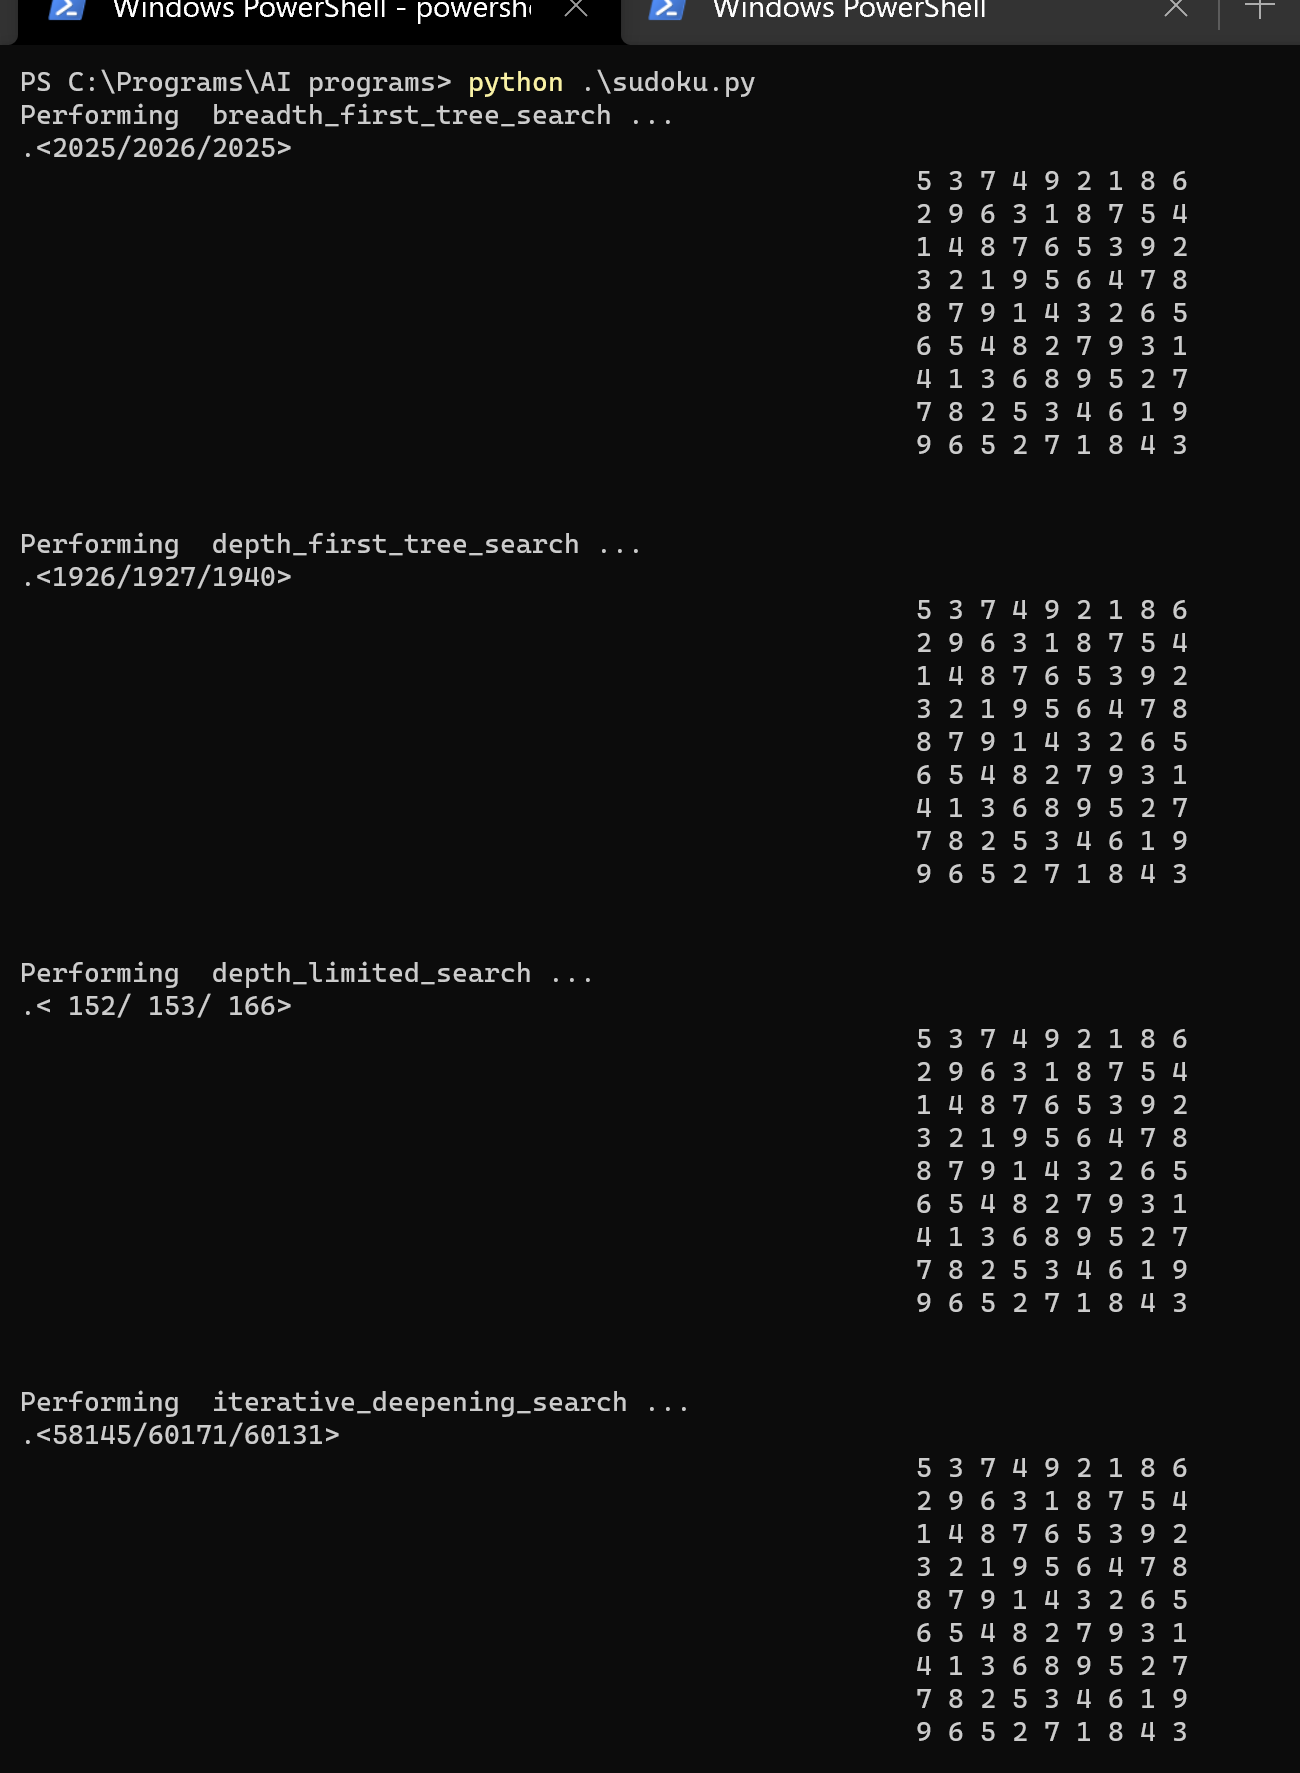 Windows PowerShell - powersh
Windows PowerShell
PS C:\Programs\AI programs> python .\sudoku.py
Performing  breadth_first_tree_search ...
.<2025/2026/2025>
5 3 7 4 9 2 1 8 6
2 9 6 3 1 8 7 5 4
1 4 8 7 6 5 3 9 2
3 2 1 9 5 6 4 7 8
8 7 9 1 4 3 2 6 5
6 5 4 8 2 7 9 3 1
4 1 3 6 8 9 5 2 7
7 8 2 5 3 4 6 1 9
9 6 5 2 7 1 8 4 3
Performing  depth_first_tree_search ...
.<1926/1927/1940>
5 3 7 4 9 2 1 8 6
2 9 6 3 1 8 7 5 4
1 4 8 7 6 5 3 9 2
3 2 1 9 5 6 4 7 8
8 7 9 1 4 3 2 6 5
6 5 4 8 2 7 9 3 1
4 1 3 6 8 9 5 2 7
7 8 2 5 3 4 6 1 9
9 6 5 2 7 1 8 4 3
Performing  depth_limited_search ...
.< 152/ 153/ 166>
5 3 7 4 9 2 1 8 6
2 9 6 3 1 8 7 5 4
1 4 8 7 6 5 3 9 2
3 2 1 9 5 6 4 7 8
8 7 9 1 4 3 2 6 5
6 5 4 8 2 7 9 3 1
4 1 3 6 8 9 5 2 7
7 8 2 5 3 4 6 1 9
9 6 5 2 7 1 8 4 3
Performing  iterative_deepening_search ...
.<58145/60171/60131>
5 3 7 4 9 2 1 8 6
2 9 6 3 1 8 7 5 4
1 4 8 7 6 5 3 9 2
3 2 1 9 5 6 4 7 8
8 7 9 1 4 3 2 6 5
6 5 4 8 2 7 9 3 1
4 1 3 6 8 9 5 2 7
7 8 2 5 3 4 6 1 9
9 6 5 2 7 1 8 4 3